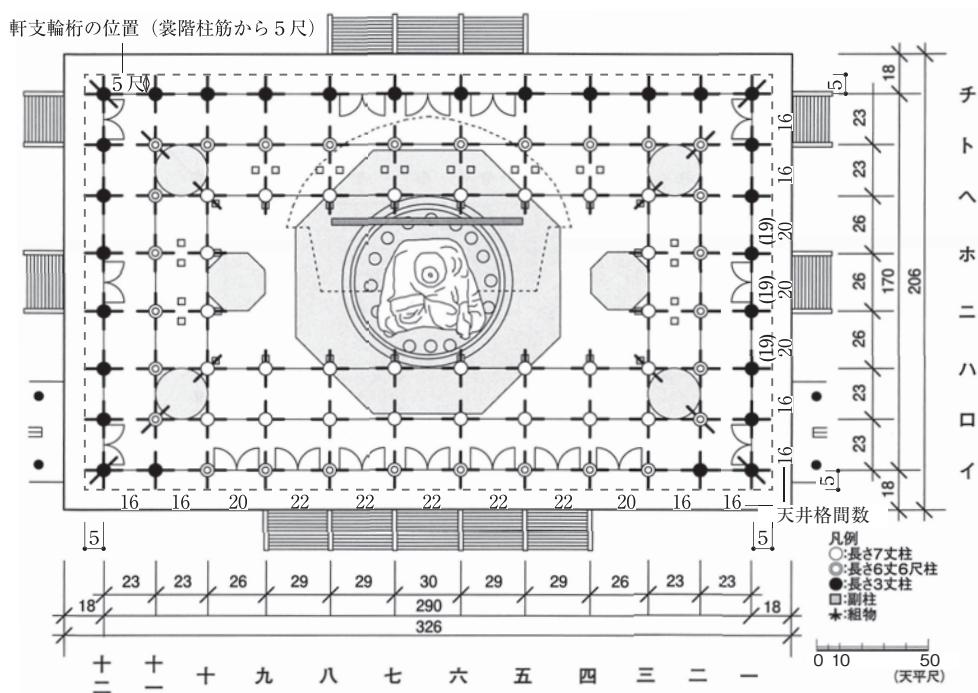 軒支輪桁の位置（裳階柱筋から５尺）
5尺
18
5
チ
16
23
ト
16
23
ヘ
(19)
20
26
ホ
(19)
20
26
170
206
ニ
(19)
20
26
ハ
16
23
ロ
16
23
イ
5
18
16 16 20 22 22 22 22 22 20 16 16
天井格間数
5
5
凡例
○:長さ7丈柱
◎:長さ6丈6尺柱
●:長さ3丈柱
:副柱
:組物
23 23 26 29 29 30 29 29 26 23 23
18 290 18
326
0 10 50
(天平尺)
十二 十一 十 九 八 七 六 五 四 三 二 一